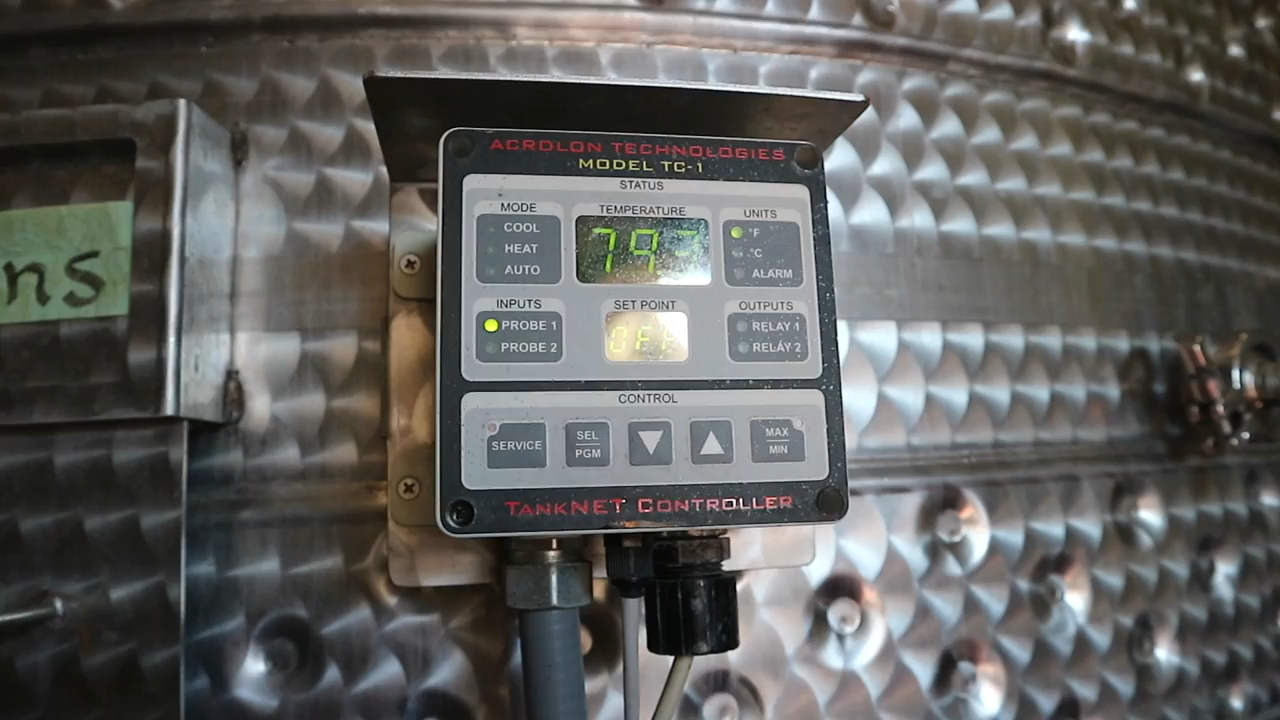 ACROLON TECHNOLOGIES
MODEL TC-1
STATUS
MODE
COOL
HEAT
AUTO
TEMPERATURE
UNITS
°F
°C
ALARM
INPUTS
PROBE 1
PROBE 2
SET POINT
OFF
OUTPUTS
RELAY 1
RELAY 2
CONTROL
SERVICE
SEL
PGM
MAX
MIN
TANKNET CONTROLLER
ns